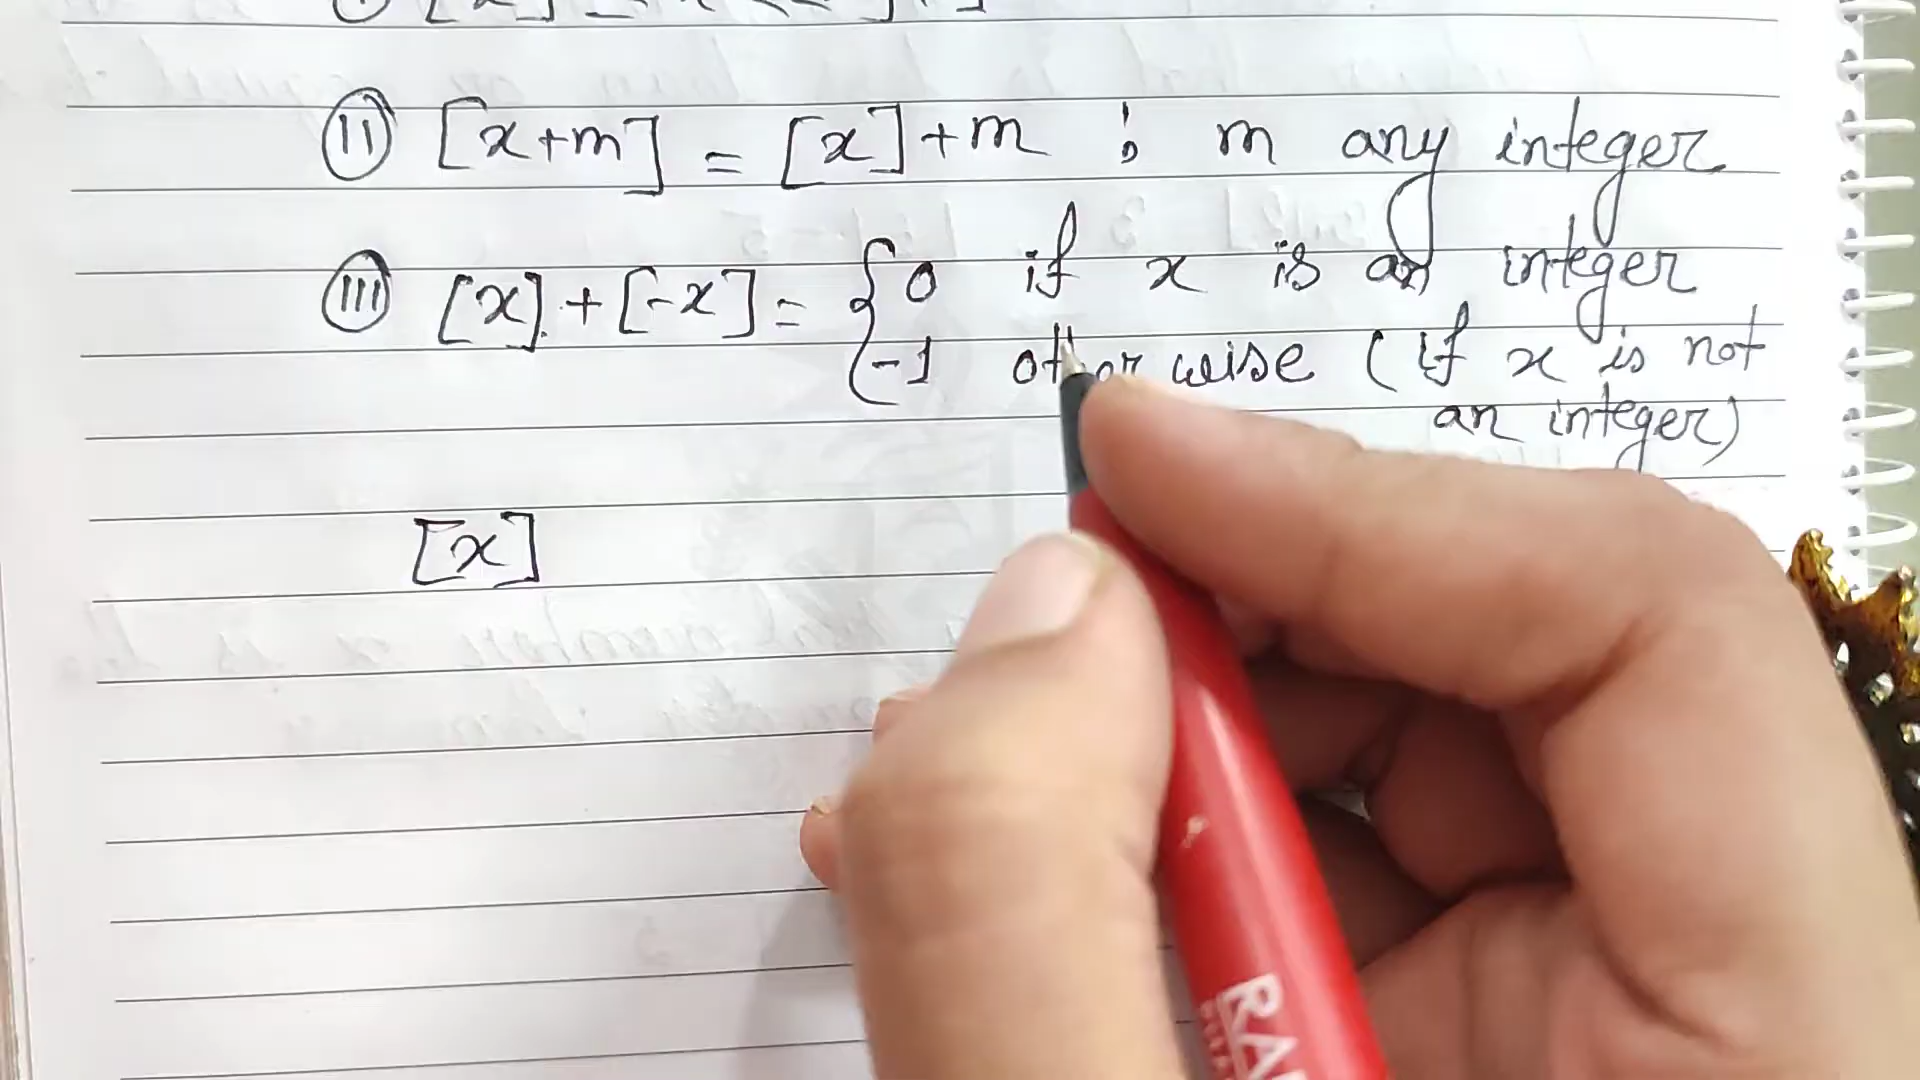 (II) [x+m] = [x]+m ; m any integer
(III) [x]+[-x] = { 0 if x is an integer
-1 otherwise (if x is not
an integer)
[x]